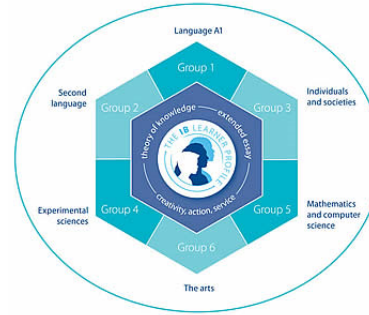 Language A1
Group 1
Second
language
Group 2
Group 3
Individuals
and societies
theory of knowledge
extended essay
THE IB LEARNER PROFILE
creativity, action, service
Experimental
sciences
Group 4
Group 5
Mathematics
and computer
science
Group 6
The arts